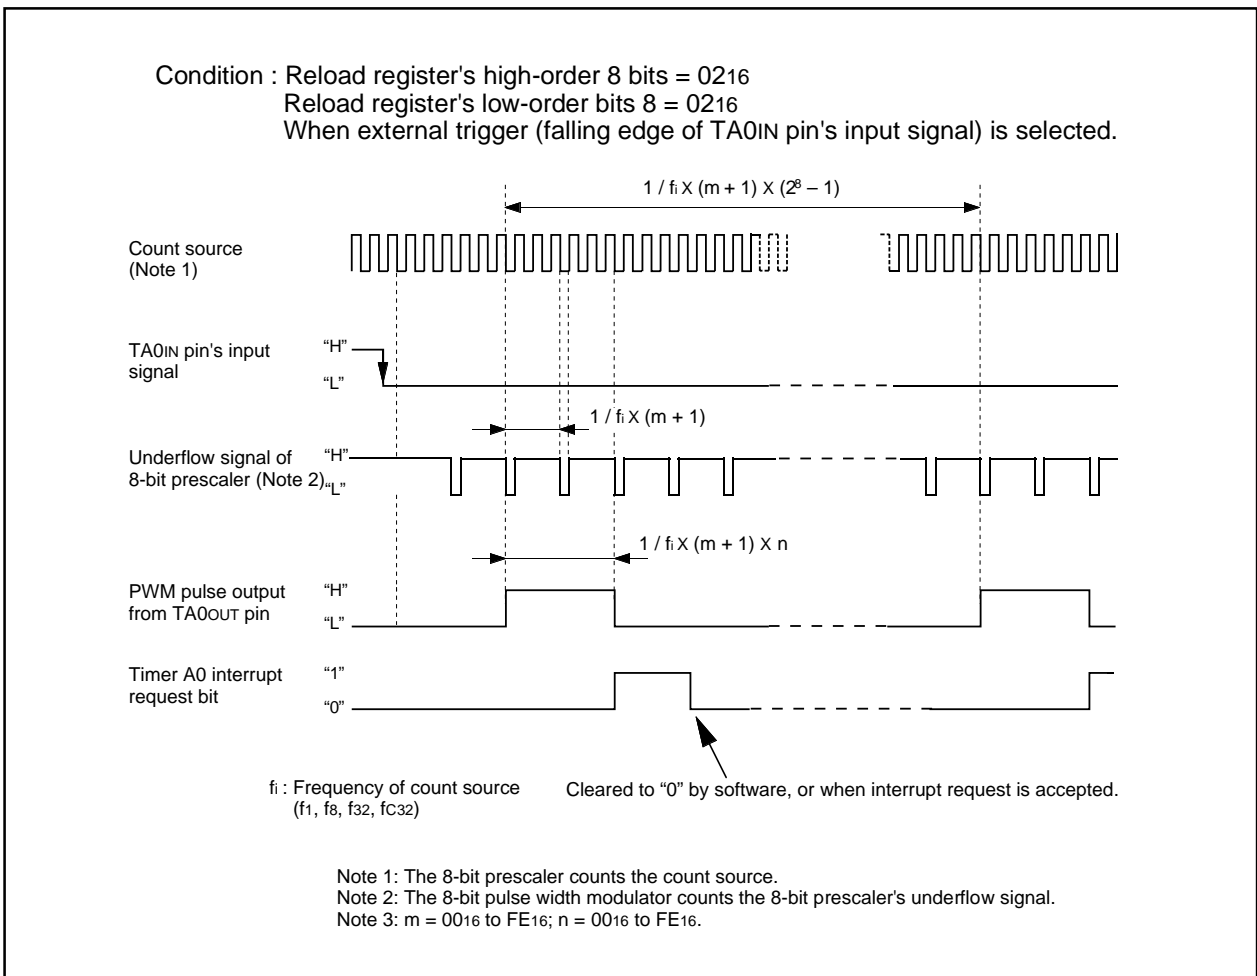 Condition : Reload register's high-order 8 bits = 0216
Reload register's low-order bits 8 = 0216
When external trigger (falling edge of TA0IN pin's input signal) is selected.
1 / fi X (m + 1) X (2⁸ – 1)
Count source
(Note 1)
TA0IN pin's input
signal
“H”
“L”
1 / fi X (m + 1)
Underflow signal of
8-bit prescaler (Note 2)
“H”
“L”
1 / fi X (m + 1) X n
PWM pulse output
from TA0OUT pin
“H”
“L”
Timer A0 interrupt
request bit
“1”
“0”
fi : Frequency of count source
(f1, f8, f32, fC32)
Cleared to “0” by software, or when interrupt request is accepted.
Note 1: The 8-bit prescaler counts the count source.
Note 2: The 8-bit pulse width modulator counts the 8-bit prescaler's underflow signal.
Note 3: m = 0016 to FE16; n = 0016 to FE16.